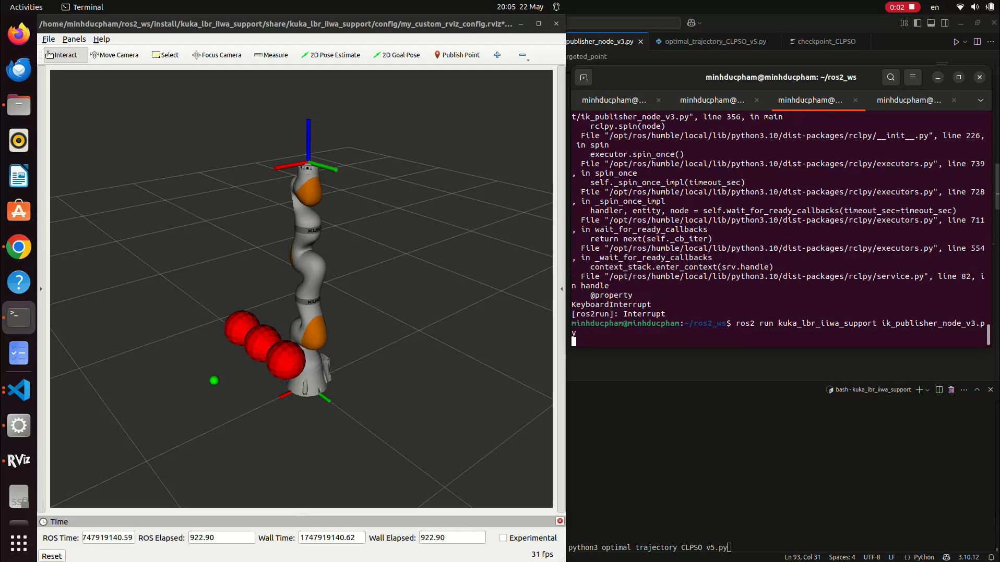 Activities
Terminal
20:05 22 May
0:02
en
/home/minhducpham/ros2_ws/install/kuka_lbr_iiwa_support/share/kuka_lbr_iiwa_support/config/my_custom_rviz_config.rviz*...
File Panels Help
Interact
Move Camera
Select
Focus Camera
Measure
2D Pose Estimate
2D Goal Pose
Publish Point
KUKA
KUKA
Time
ROS Time: 747919140.59 ROS Elapsed: 922.90 Wall Time: 1747919140.62 Wall Elapsed: 922.90 Experimental
Reset
31 fps
RViz
SSD
publisher_node_v3.py
optimal_trajectory_CLPSO_v5.py
checkpoint_CLPSO
rgeted_point
minhducpham@minhducpham: ~/ros2_ws
minhducpham@...
minhducpham@...
minhducpham@...
minhducpham@...
t/ik_publisher_node_v3.py", line 356, in main
rclpy.spin(node)
File "/opt/ros/humble/local/lib/python3.10/dist-packages/rclpy/__init__.py", line 226,
in spin
executor.spin_once()
File "/opt/ros/humble/local/lib/python3.10/dist-packages/rclpy/executors.py", line 739
, in spin_once
self._spin_once_impl(timeout_sec)
File "/opt/ros/humble/local/lib/python3.10/dist-packages/rclpy/executors.py", line 728
, in _spin_once_impl
handler, entity, node = self.wait_for_ready_callbacks(timeout_sec=timeout_sec)
File "/opt/ros/humble/local/lib/python3.10/dist-packages/rclpy/executors.py", line 711
, in wait_for_ready_callbacks
return next(self._cb_iter)
File "/opt/ros/humble/local/lib/python3.10/dist-packages/rclpy/executors.py", line 554
, in _wait_for_ready_callbacks
context_stack.enter_context(srv.handle)
File "/opt/ros/humble/local/lib/python3.10/dist-packages/rclpy/service.py", line 82, i
n handle
@property
KeyboardInterrupt
[ros2run]: Interrupt
minhducpham@minhducpham:~/ros2_ws$ ros2 run kuka_lbr_iiwa_support ik_publisher_node_v3.p
y
bash - kuka_lbr_iiwa_support
python3 optimal trajectory CLPSO v5.py
Ln 93, Col 31 Spaces: 4 UTF-8 LF { } Python 3.10.12